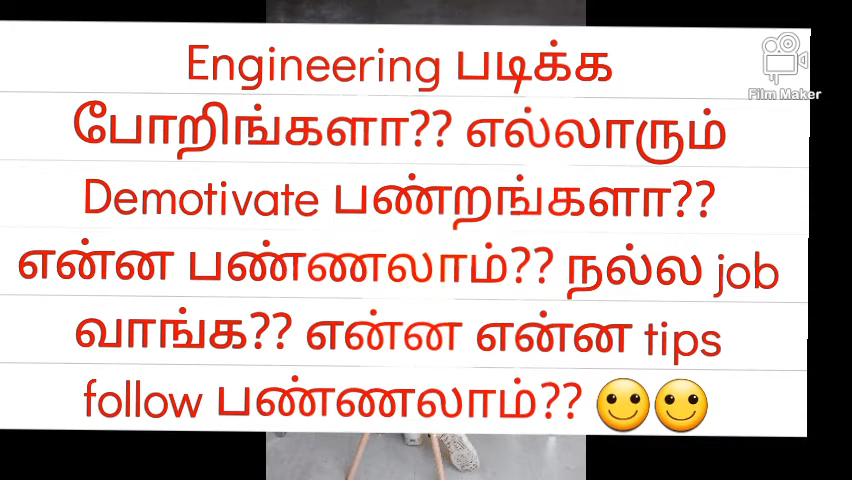 Engineering படிக்க
போறிங்களா?? எல்லாரும்
Demotivate பண்றங்களா??
என்ன பண்ணலாம்?? நல்ல job
வாங்க?? என்ன என்ன tips
follow பண்ணலாம்?? 🙂🙂
Film Maker